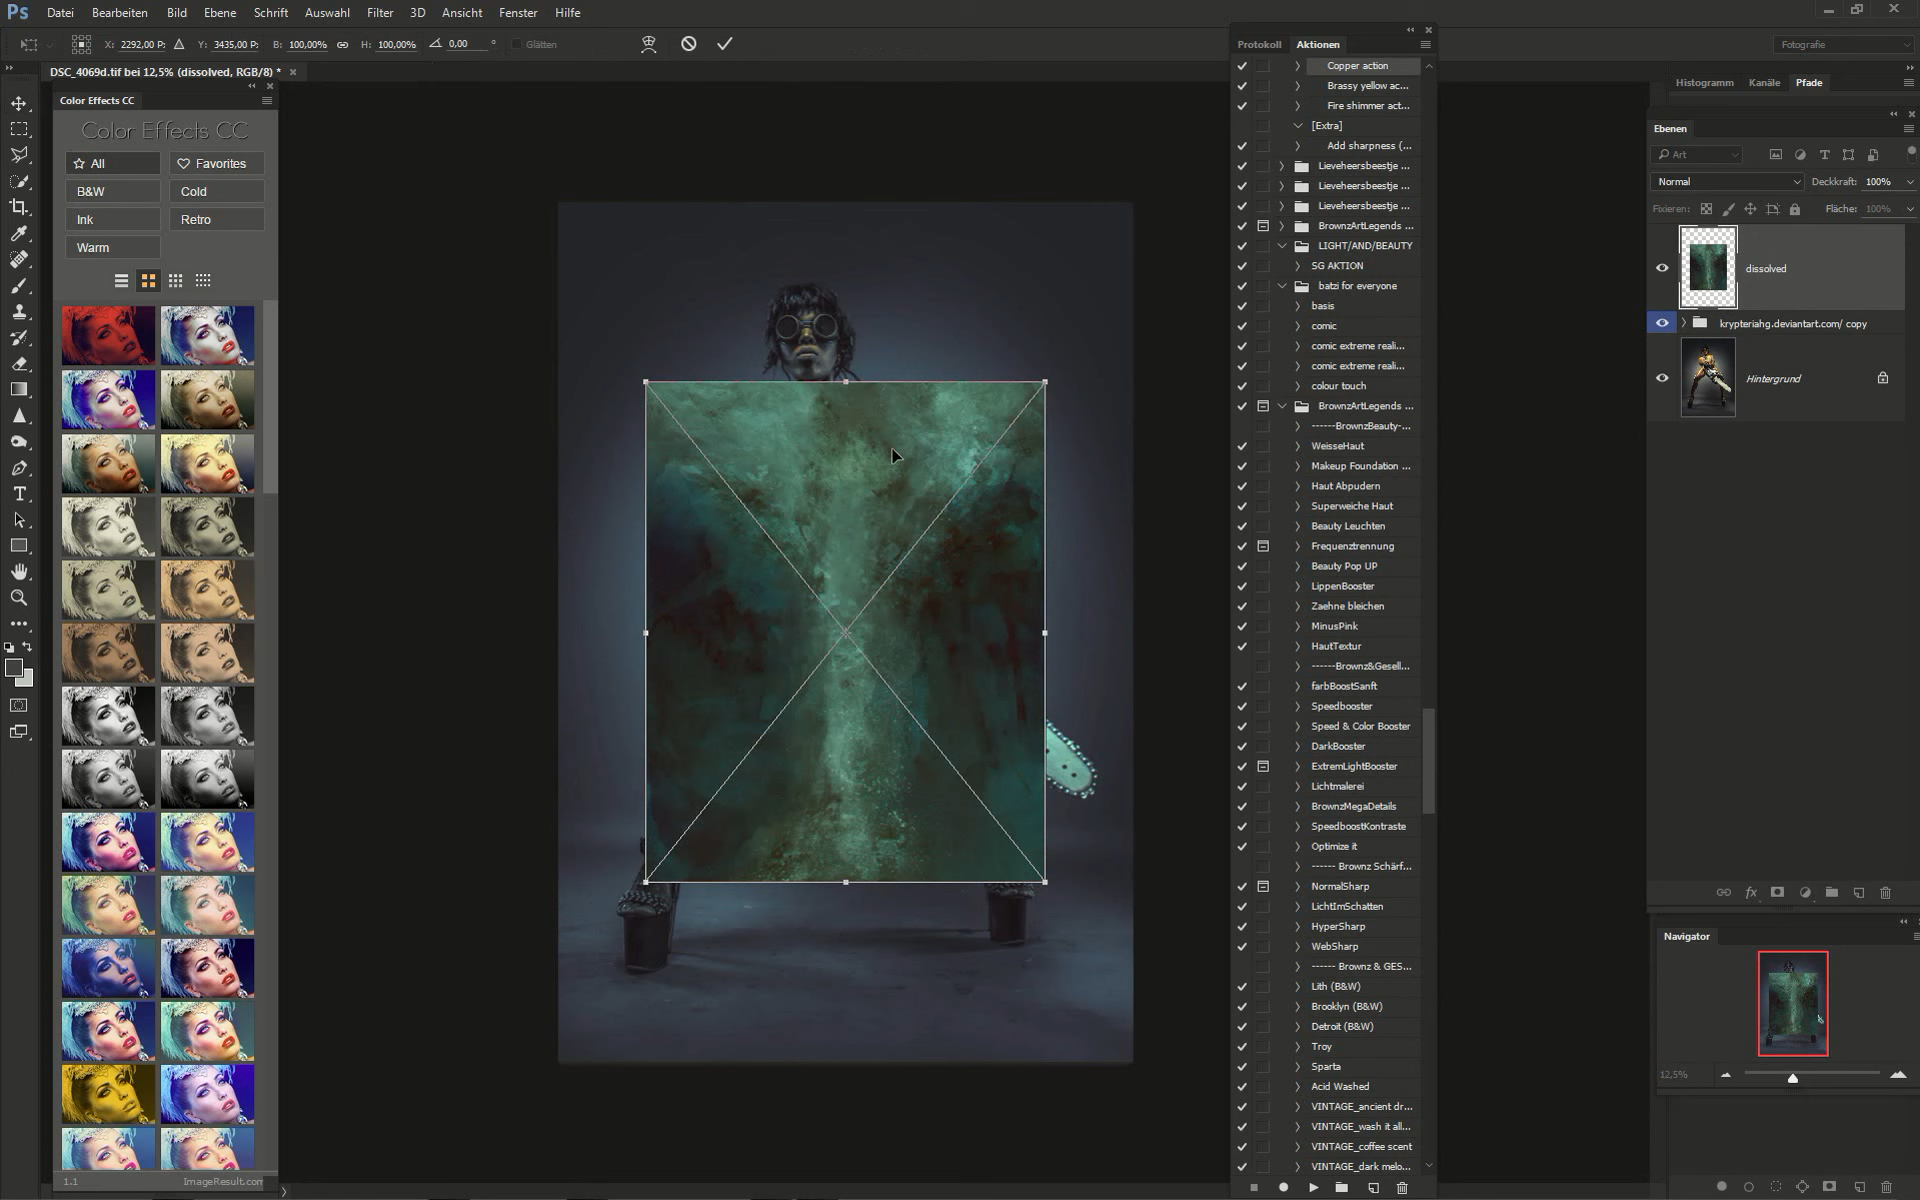 Ps Datei Bearbeiten Bild Ebene Schrift Auswahl Filter 3D Ansicht Fenster Hilfe
X: 2292,00 P: Y: 3435,00 P: B: 100,00% H: 100,00% 0,00 ° Glätten
Fotografie
DSC_4069d.tif bei 12,5% (dissolved, RGB/8) *
Color Effects CC
Color Effects CC
All Favorites
B&W Cold
Ink Retro
Warm
1.1 ImageResult.com
Protokoll Aktionen
Copper action
Brassy yellow ac...
Fire shimmer act...
[Extra]
Add sharpness (...
Lieveheersbeestje ...
Lieveheersbeestje ...
Lieveheersbeestje ...
BrownzArtLegends ...
LIGHT/AND/BEAUTY
SG AKTION
batzi for everyone
basis
comic
comic extreme reali...
comic extreme reali...
colour touch
BrownzArtLegends ...
------BrownzBeauty-...
WeisseHaut
Makeup Foundation ...
Haut Abpudern
Superweiche Haut
Beauty Leuchten
Frequenztrennung
Beauty Pop UP
LippenBooster
Zaehne bleichen
MinusPink
HautTextur
------Brownz&Gesell...
farbBoostSanft
Speedbooster
Speed & Color Booster
DarkBooster
ExtremLightBooster
Lichtmalerei
BrownzMegaDetails
SpeedboostKontraste
Optimize it
------ Brownz Schärf...
NormalSharp
LichtImSchatten
HyperSharp
WebSharp
------ Brownz & GES...
Lith (B&W)
Brooklyn (B&W)
Detroit (B&W)
Troy
Sparta
Acid Washed
VINTAGE_ancient dr...
VINTAGE_wash it all...
VINTAGE_coffee scent
VINTAGE_dark melo...
Histogramm Kanäle Pfade
Ebenen
Art
Normal Deckkraft: 100%
Fixieren: Fläche: 100%
dissolved
krypteriahg.deviantart.com/ copy
Hintergrund
Navigator
12,5%